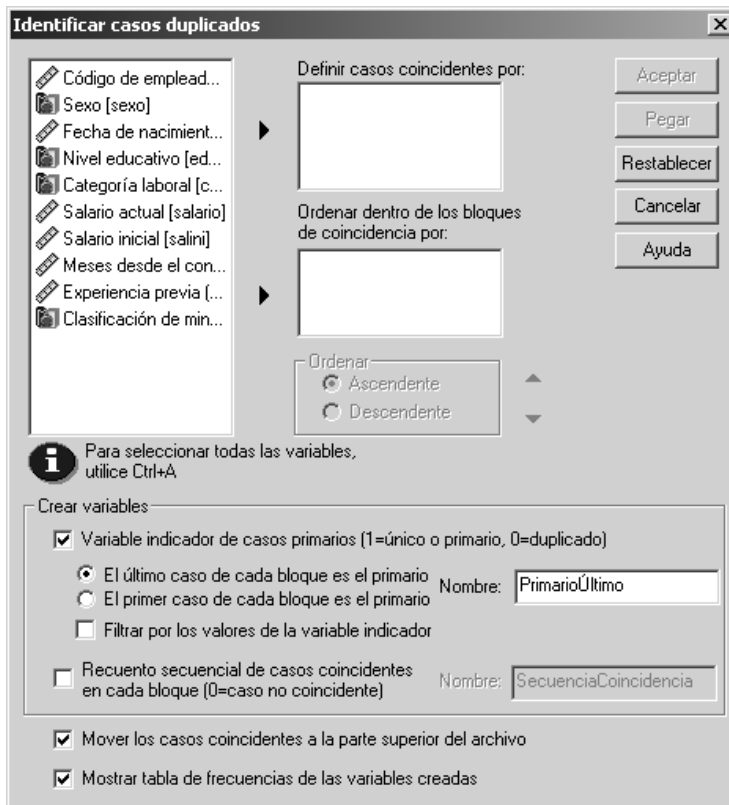 Identificar casos duplicados
Código de emplead...
Sexo [sexo]
Fecha de nacimient...
Nivel educativo [ed...
Categoría laboral [c...
Salario actual [salario]
Salario inicial [salini]
Meses desde el con...
Experiencia previa (...
Clasificación de min...
Definir casos coincidentes por:
Ordenar dentro de los bloques
de coincidencia por:
Ordenar
Ascendente
Descendente
Aceptar
Pegar
Restablecer
Cancelar
Ayuda
Para seleccionar todas las variables,
utilice Ctrl+A
Crear variables
Variable indicador de casos primarios (1=único o primario, 0=duplicado)
El último caso de cada bloque es el primario
El primer caso de cada bloque es el primario
Nombre: PrimarioÚltimo
Filtrar por los valores de la variable indicador
Recuento secuencial de casos coincidentes
en cada bloque (0=caso no coincidente)
Nombre: SecuenciaCoincidencia
Mover los casos coincidentes a la parte superior del archivo
Mostrar tabla de frecuencias de las variables creadas